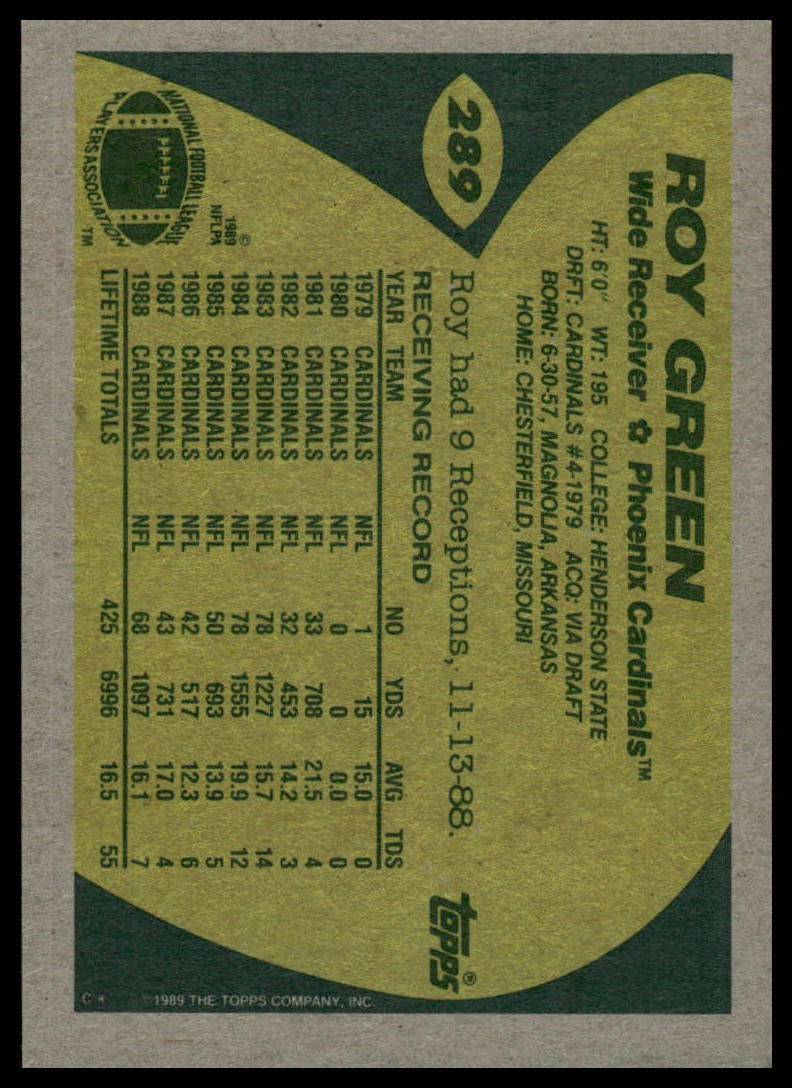 289
ROY GREEN
Wide Receiver ✩ Phoenix Cardinals™
HT: 6'0" WT: 195 COLLEGE: HENDERSON STATE
DRFT: CARDINALS #4-1979 ACQ: VIA DRAFT
BORN: 6-30-57, MAGNOLIA, ARKANSAS
HOME: CHESTERFIELD, MISSOURI
Roy had 9 Receptions, 11-13-88.
topps®
RECEIVING RECORD
YEAR TEAM NO YDS AVG TDS
1979 CARDINALS NFL 1 15 15.0 0
1980 CARDINALS NFL 0 0 0.0 0
1981 CARDINALS NFL 33 708 21.5 4
1982 CARDINALS NFL 32 453 14.2 3
1983 CARDINALS NFL 78 1227 15.7 14
1984 CARDINALS NFL 78 1555 19.9 12
1985 CARDINALS NFL 50 693 13.9 5
1986 CARDINALS NFL 42 517 12.3 6
1987 CARDINALS NFL 43 731 17.0 4
1988 CARDINALS NFL 68 1097 16.1 7
LIFETIME TOTALS 425 6996 16.5 55
©
1989
NFLPA
NATIONAL FOOTBALL LEAGUE
PLAYERS ASSOCIATION
TM
C * ©1989 THE TOPPS COMPANY, INC.